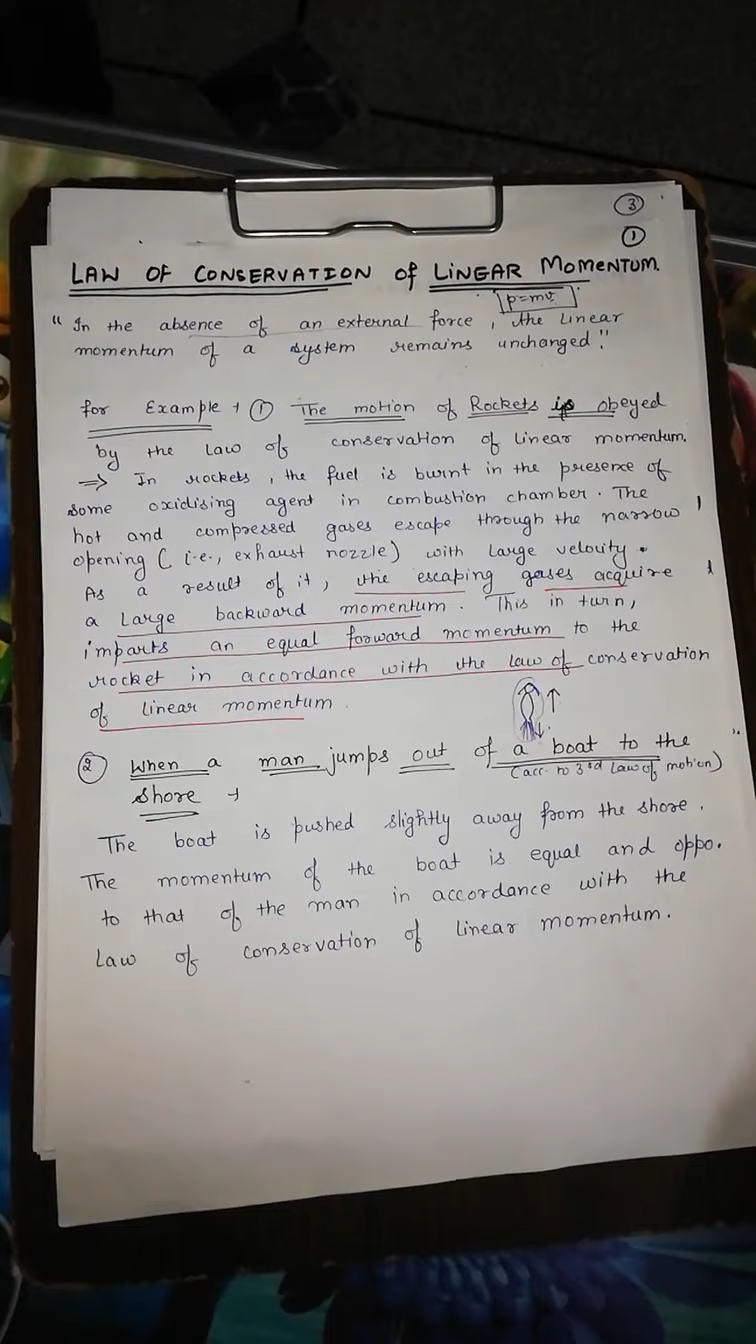 3
1
LAW OF CONSERVATION of LINEAR MOMENTUM.
p=mv
"In the absence of an external force, the linear
momentum of a system remains unchanged."
for Example → 1 The motion of Rockets is obeyed
by the law of conservation of linear momentum.
⇒ In rockets, the fuel is burnt in the presence of
some oxidising agent in combustion chamber. The
hot and compressed gases escape through the narrow
opening (i.e., exhaust nozzle) with large velocity.
As a result of it, the escaping gases acquire
a large backward momentum. This in turn,
imparts an equal forward momentum to the
rocket in accordance with the law of conservation
of linear momentum.
2 When a man jumps out of a boat to the
shore → (acc. to 3rd law of motion)
The boat is pushed slightly away from the shore.
The momentum of the boat is equal and oppo.
to that of the man in accordance with the
law of conservation of linear momentum.